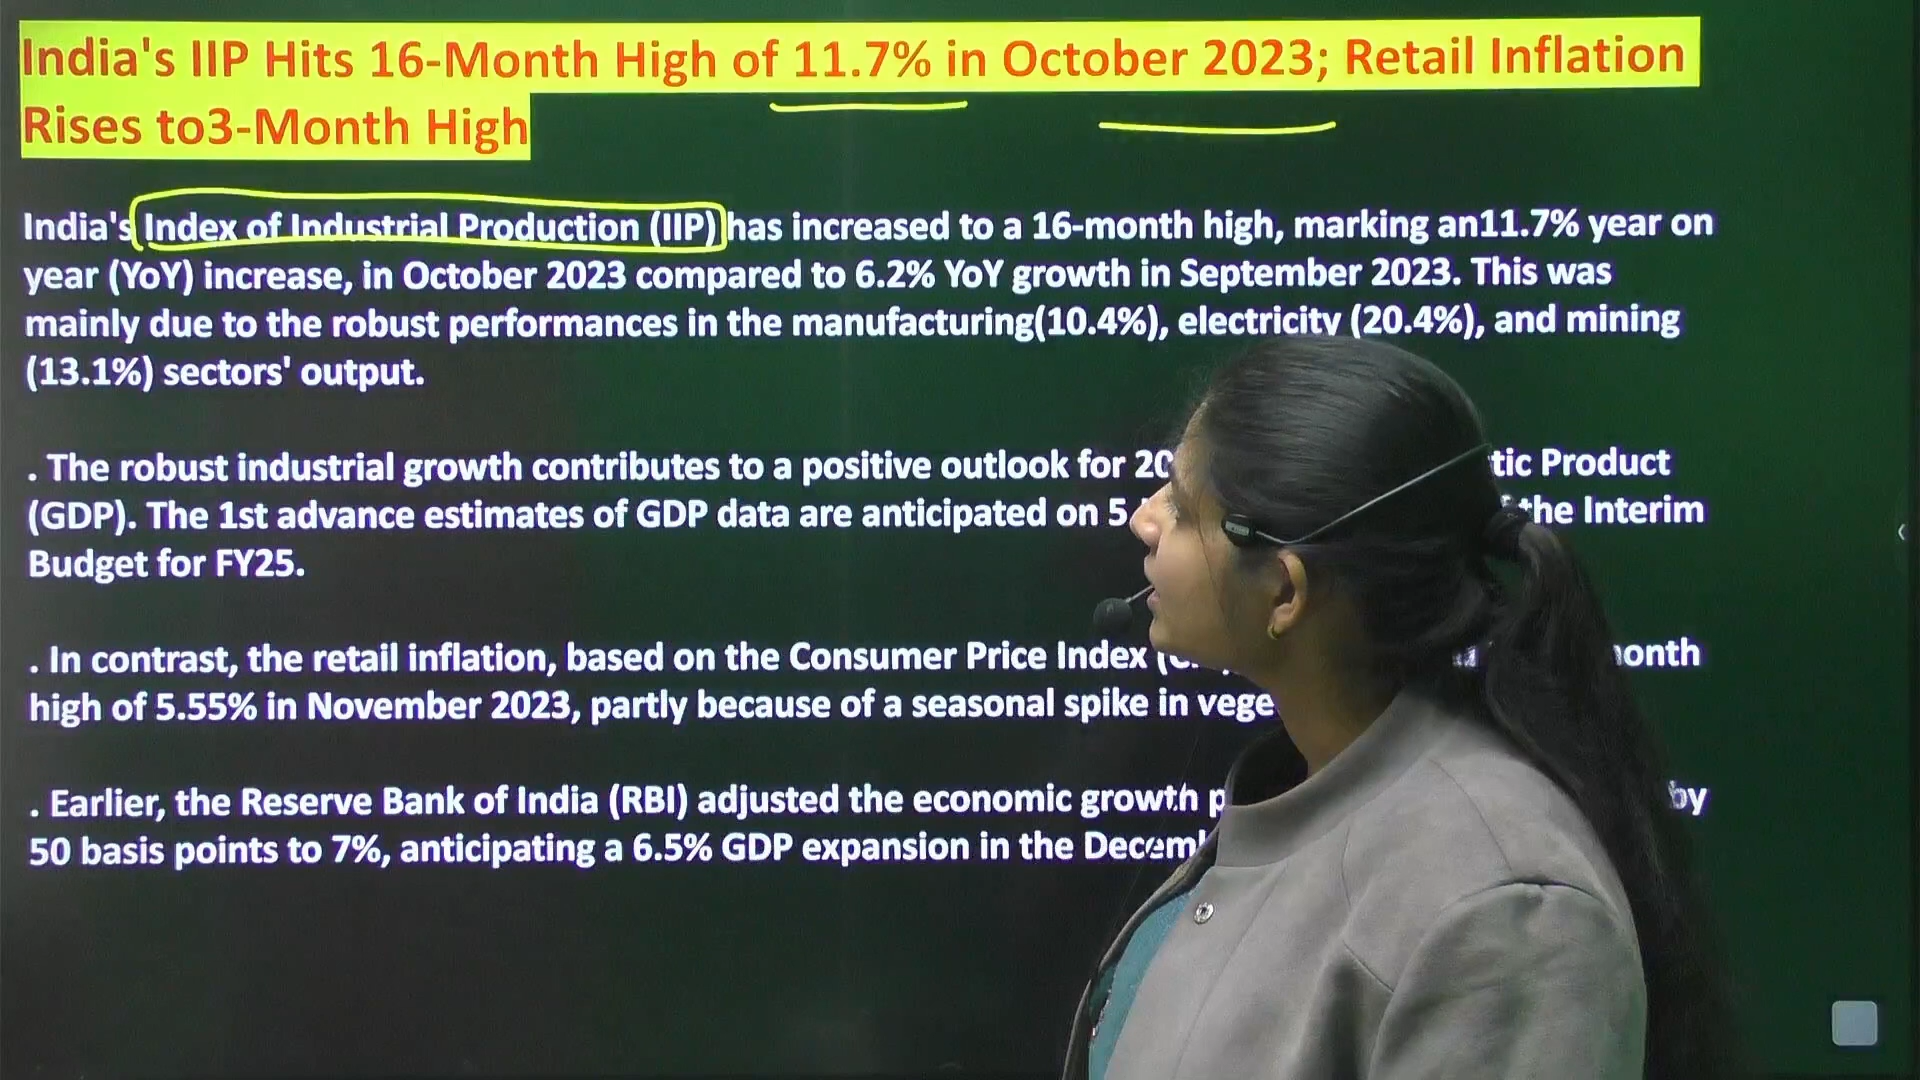 India's IIP Hits 16-Month High of 11.7% in October 2023; Retail Inflation
Rises to3-Month High
India's Index of Industrial Production (IIP) has increased to a 16-month high, marking an11.7% year on
year (YoY) increase, in October 2023 compared to 6.2% YoY growth in September 2023. This was
mainly due to the robust performances in the manufacturing(10.4%), electricity (20.4%), and mining
(13.1%) sectors' output.
. The robust industrial growth contributes to a positive outlook for Product
(GDP). The 1st advance estimates of GDP data are anticipated on 5 the Interim
Budget for FY25.
. In contrast, the retail inflation, based on the Consumer Price Index
high of 5.55% in November 2023, partly because of a seasonal spike in
. Earlier, the Reserve Bank of India (RBI) adjusted the economic growth by
50 basis points to 7%, anticipating a 6.5% GDP expansion in the